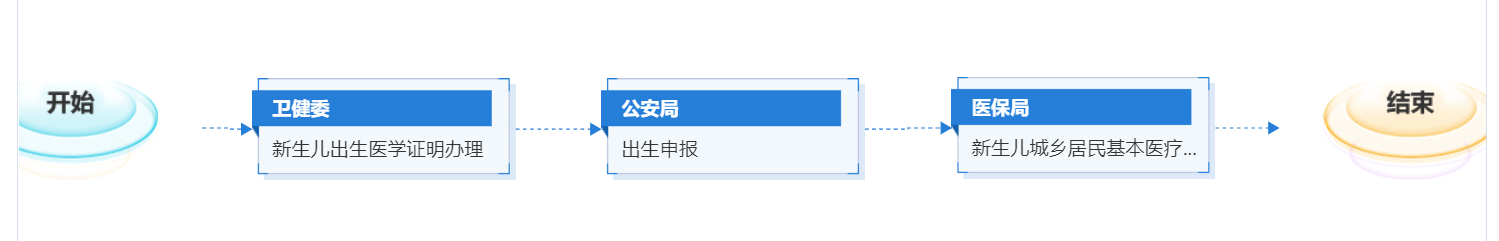 开始
卫健委
新生儿出生医学证明办理
公安局
出生申报
医保局
新生儿城乡居民基本医疗...
结束